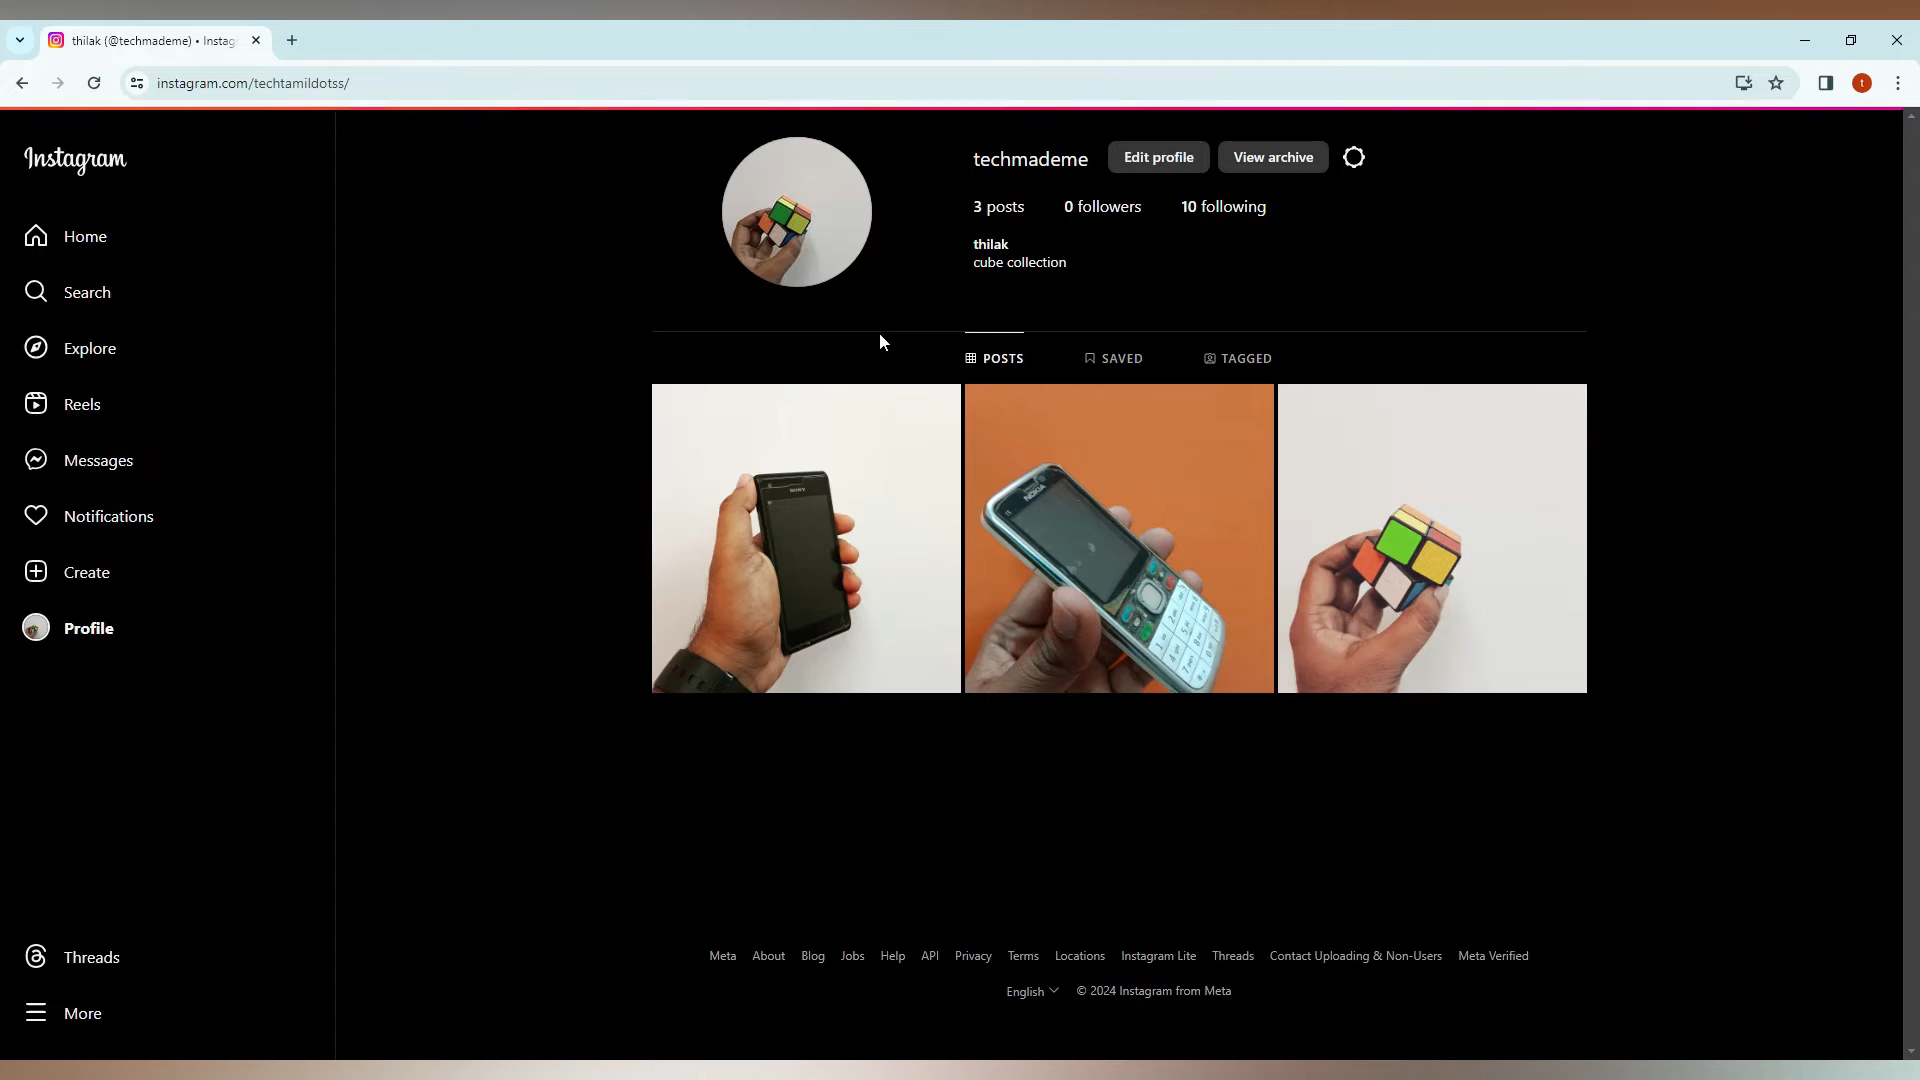 thilak (@techmademe) • Instag
instagram.com/techtamildotss/
t
Instagram
Home
Search
Explore
Reels
Messages
Notifications
Create
Profile
Threads
More
techmademe
Edit profile
View archive
3 posts
0 followers
10 following
thilak
cube collection
POSTS
SAVED
TAGGED
SONY
NOKIA
Meta
About
Blog
Jobs
Help
API
Privacy
Terms
Locations
Instagram Lite
Threads
Contact Uploading & Non-Users
Meta Verified
English
© 2024 Instagram from Meta